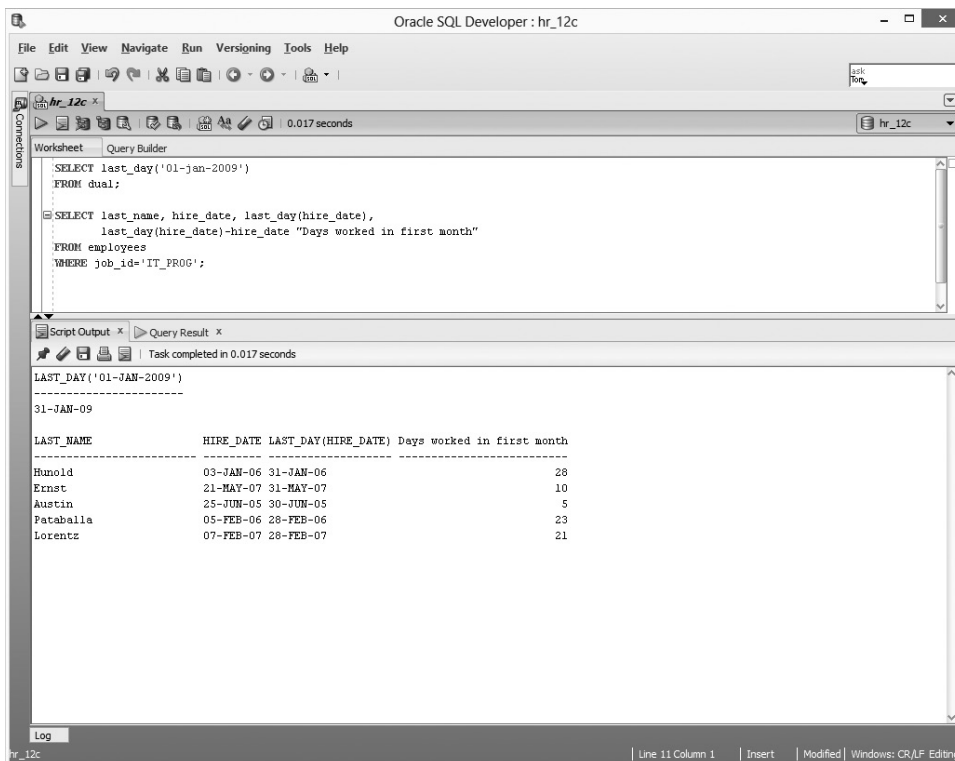 Oracle SQL Developer : hr_12c
File Edit View Navigate Run Versioning Tools Help
ask Tom
hr_12c
Connections
0.017 seconds
hr_12c
Worksheet Query Builder
SELECT last_day('01-jan-2009')
FROM dual;
SELECT last_name, hire_date, last_day(hire_date),
last_day(hire_date)-hire_date "Days worked in first month"
FROM employees
WHERE job_id='IT_PROG';
Script Output x Query Result x
Task completed in 0.017 seconds
LAST_DAY('01-JAN-2009')
-----------------------
31-JAN-09
LAST_NAME HIRE_DATE LAST_DAY(HIRE_DATE) Days worked in first month
------------------------- --------- ------------------- --------------------------
Hunold 03-JAN-06 31-JAN-06 28
Ernst 21-MAY-07 31-MAY-07 10
Austin 25-JUN-05 30-JUN-05 5
Pataballa 05-FEB-06 28-FEB-06 23
Lorentz 07-FEB-07 28-FEB-07 21
Log
hr_12c
Line 11 Column 1 | Insert | Modified | Windows: CR/LF Editing